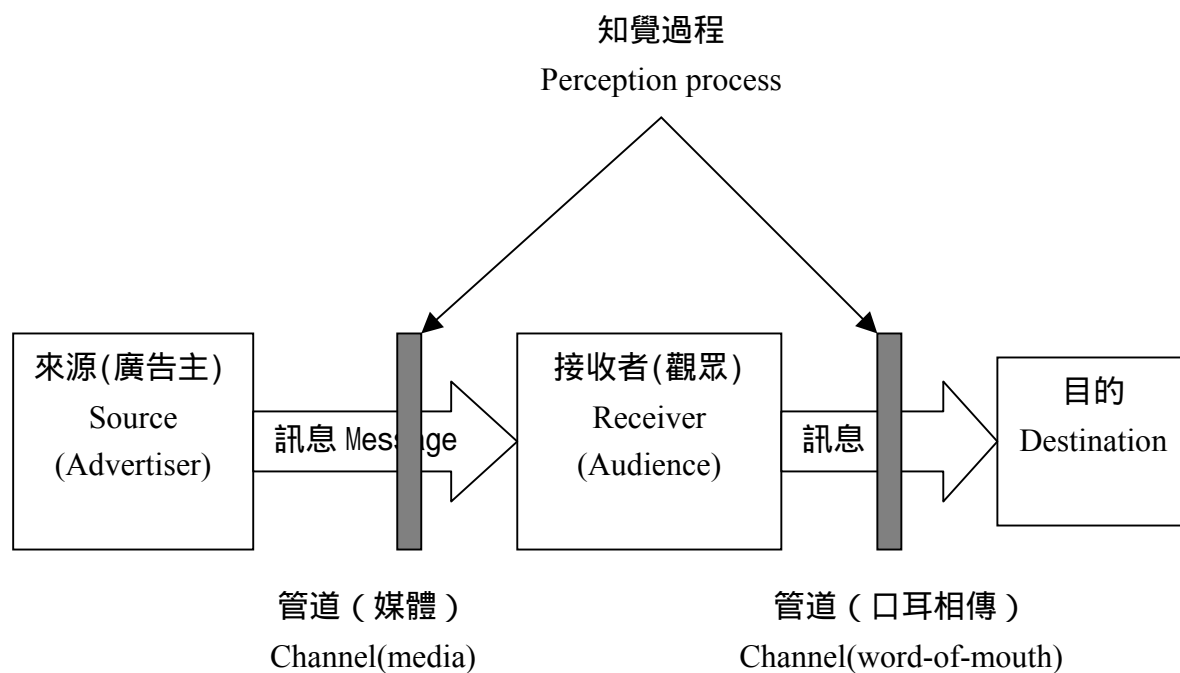 知覺過程
Perception process
來源(廣告主)
Source
(Advertiser)
訊息 Message
接收者(觀眾)
Receiver
(Audience)
訊息
目的
Destination
管道（媒體）
Channel(media)
管道（口耳相傳）
Channel(word-of-mouth)